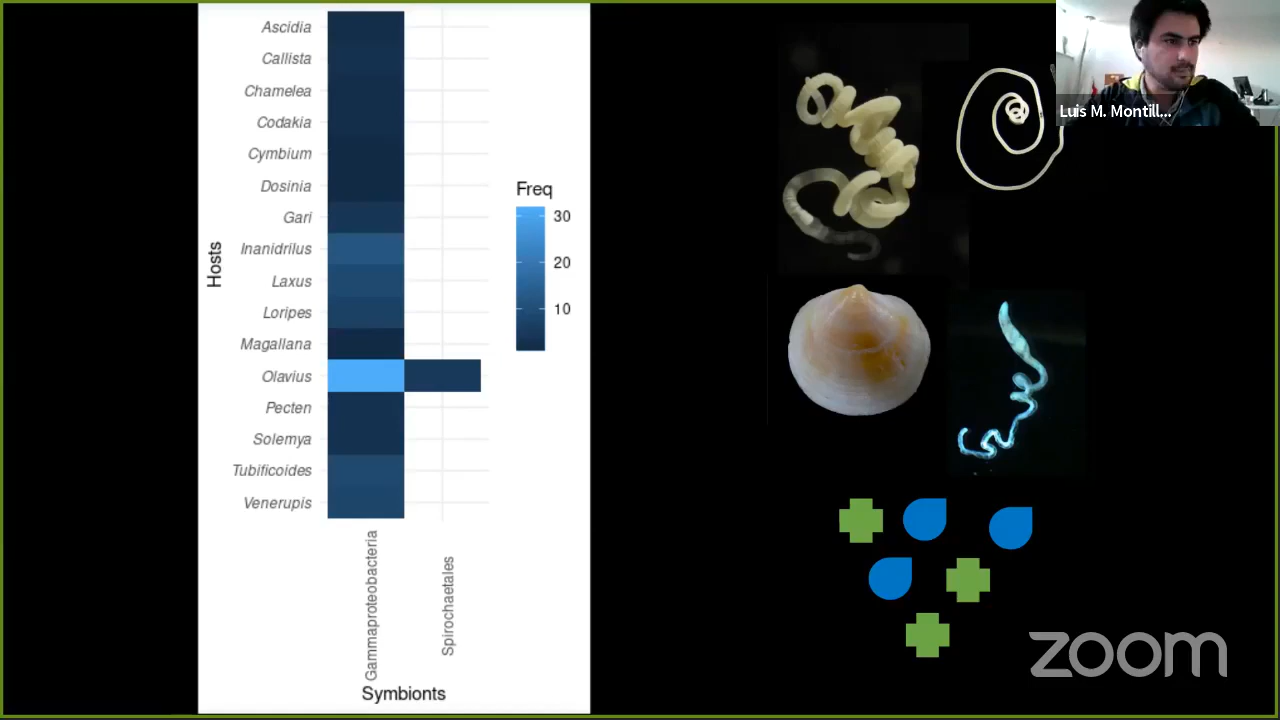 Ascidia
Callista
Chamelea
Codakia
Cymbium
Dosinia
Gari
Inanidrilus
Laxus
Loripes
Magallana
Olavius
Pecten
Solemya
Tubificoides
Venerupis
Hosts
Gammaproteobacteria
Spirochaetales
Symbionts
Freq
30
20
10
Luis M. Montill...
zoom